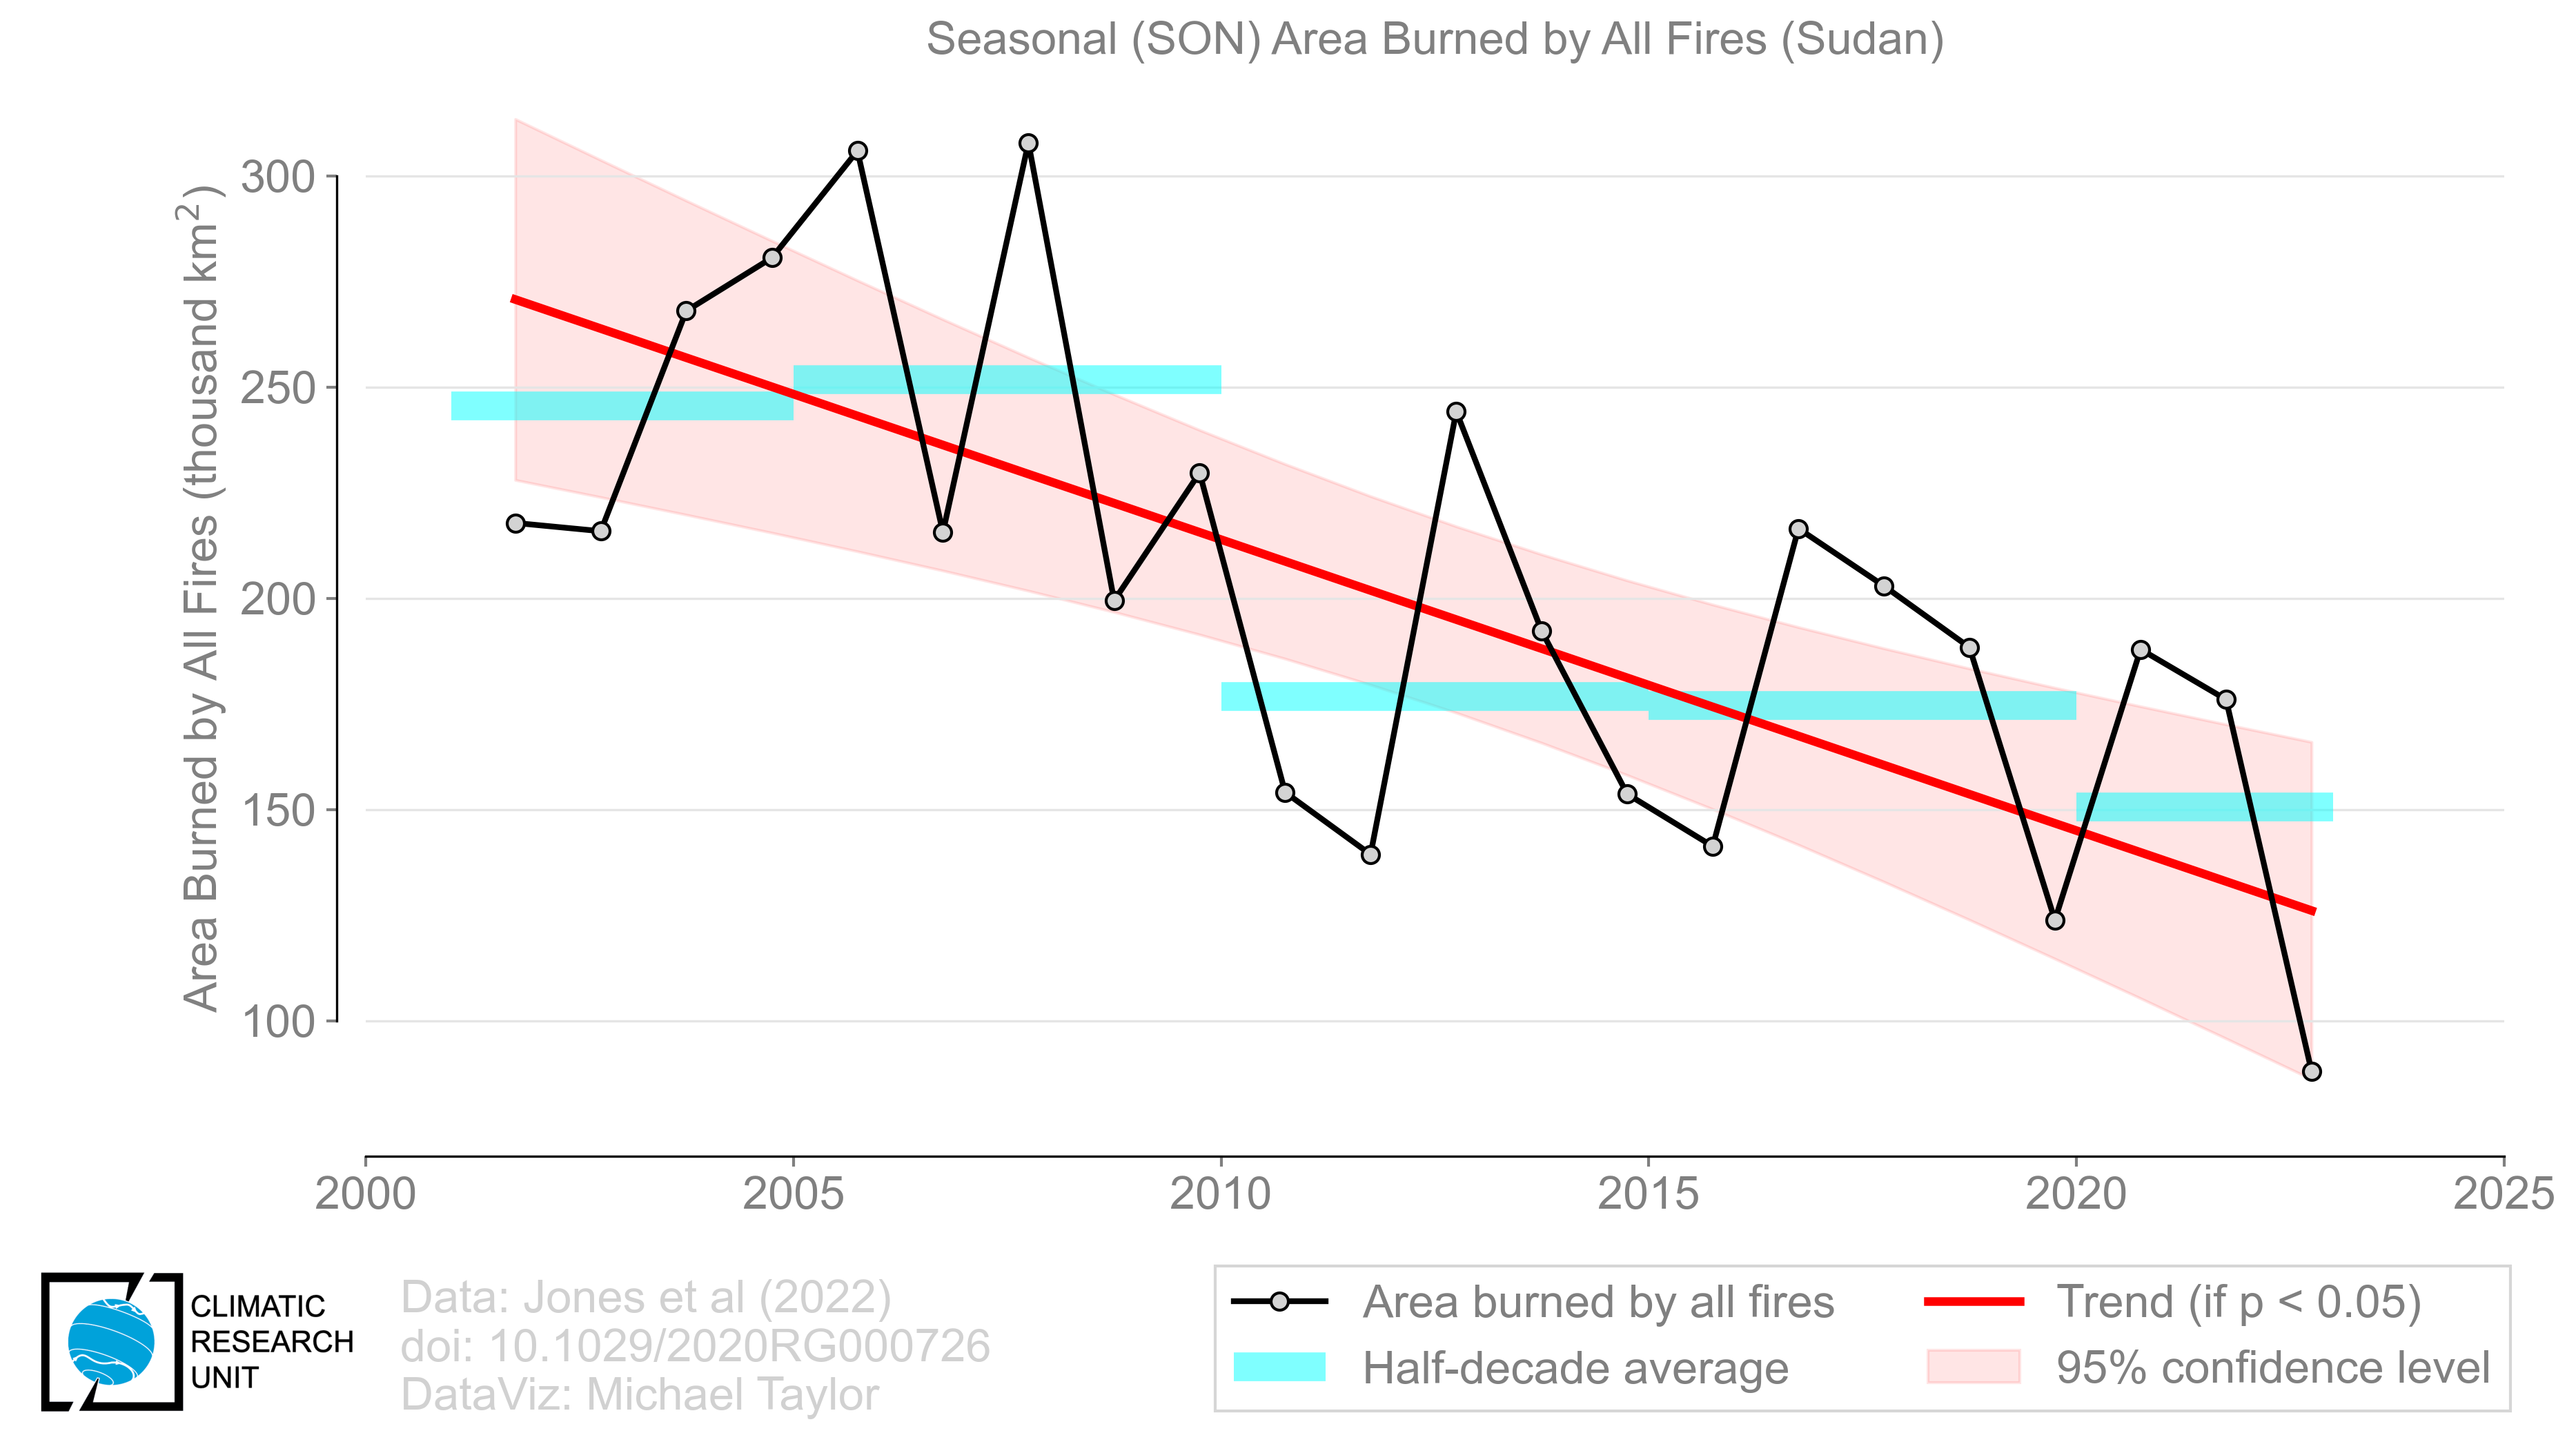 Seasonal (SON) Area Burned by All Fires (Sudan)
Area Burned by All Fires (thousand km²)
300
250
200
150
100
2000 2005 2010 2015 2020 2025
CLIMATIC
RESEARCH
UNIT
Data: Jones et al (2022)
doi: 10.1029/2020RG000726
DataViz: Michael Taylor
Area burned by all fires
Half-decade average
Trend (if p < 0.05)
95% confidence level